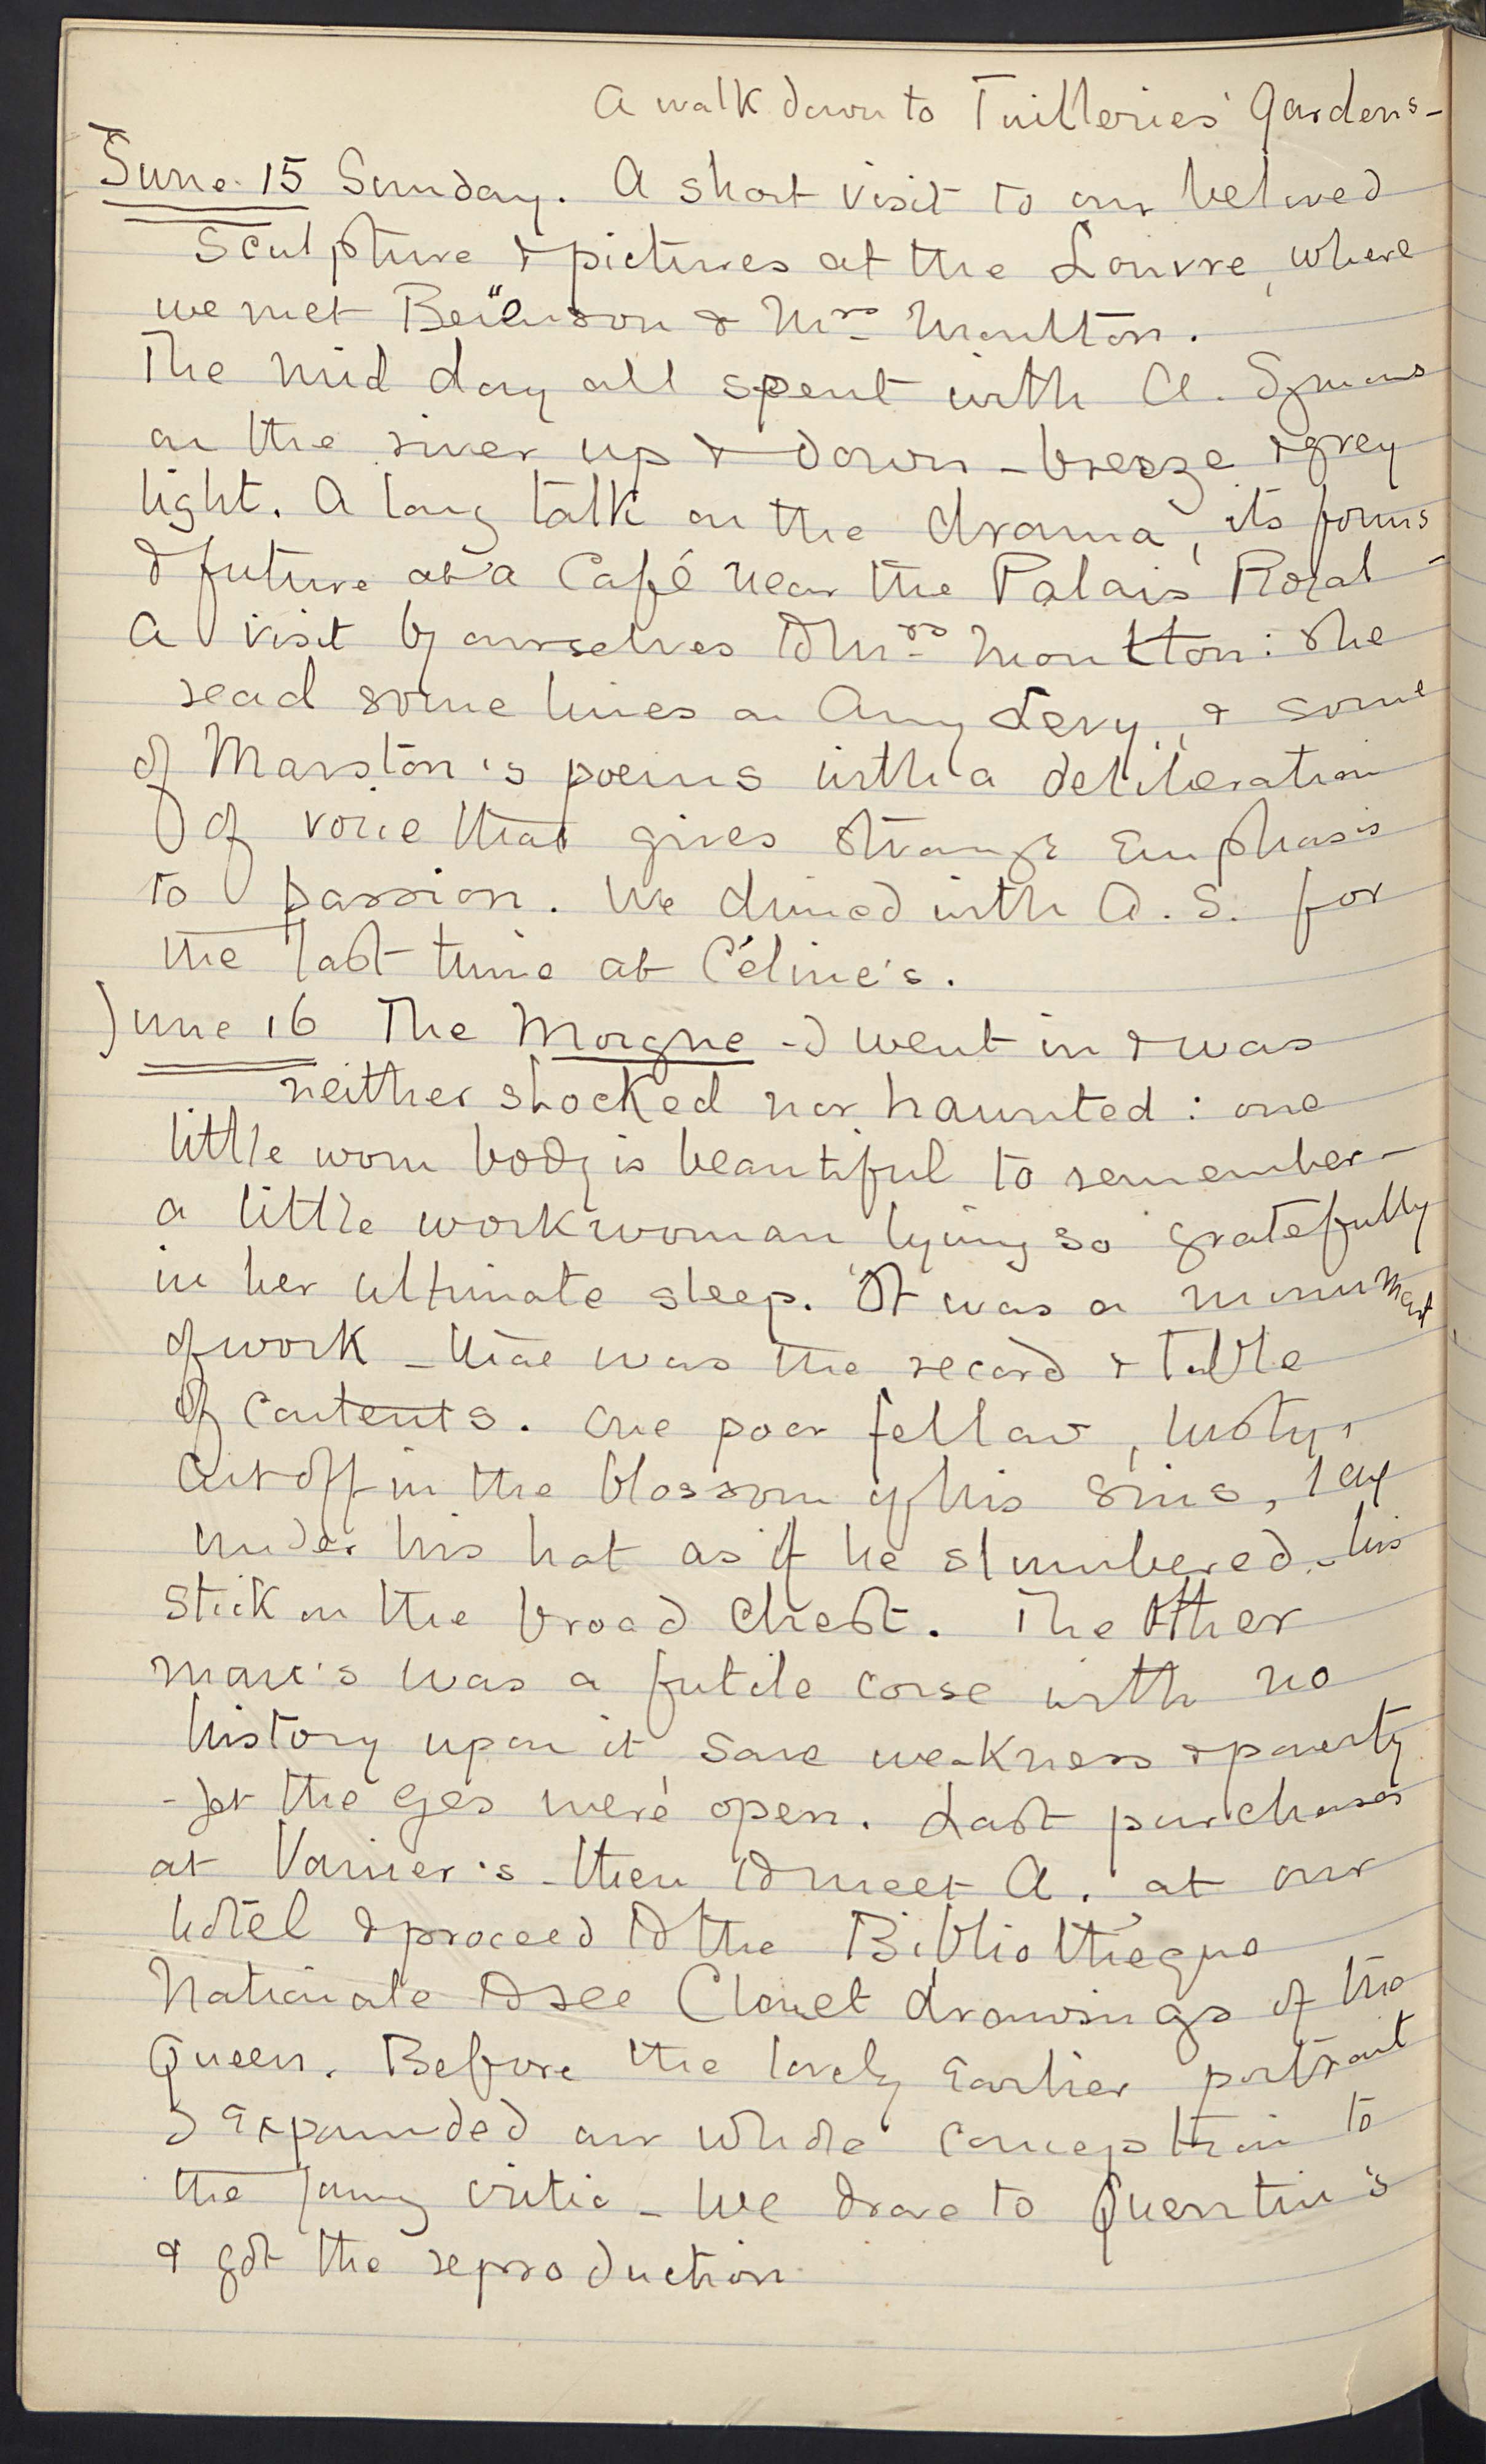 A walk down to Tuilleries' Gardens-
June 15 Sunday. A short visit to our beloved
Sculpture & pictures at the Louvre, where
we met Berenson & Mrs Moulton.
The mid day all spent with A. Symons
on the river up & down - breeze & grey
light. A long talk on the drama, its forms
& future at a Café near the Palais Royal -
A visit by ourselves to Mrs Moulton: She
read some lines on Amy Levy, & some
of Marston's poems with a deliberation
of voice that gives strange emphasis
to passion. We dined with A. S. for
the last time at Céline's.
June 16 The Morgue - I went in & was
neither shocked nor haunted: one
little worn body is beautiful to remember -
a little workwoman lying so gratefully
in her ultimate sleep. It was a monument
of work - that was the record & table
of contents. One poor fellow, lusty,
cut off in the blossom of his sins, lay
under his hat as if he slumbered - his
stick on the broad chest. The other
man's was a futile corse with no
history upon it save weakness & poverty
- yet the eyes were open. Last purchases
at Vanier's - then to meet A. at our
hôtel & proceed to the Bibliothèque
Nationale to see Clouet drawings of the
Queen. Before the lovely earlier portrait
I expounded our whole conception to
the young critic - We drove to Quentin's
& got the reproduction